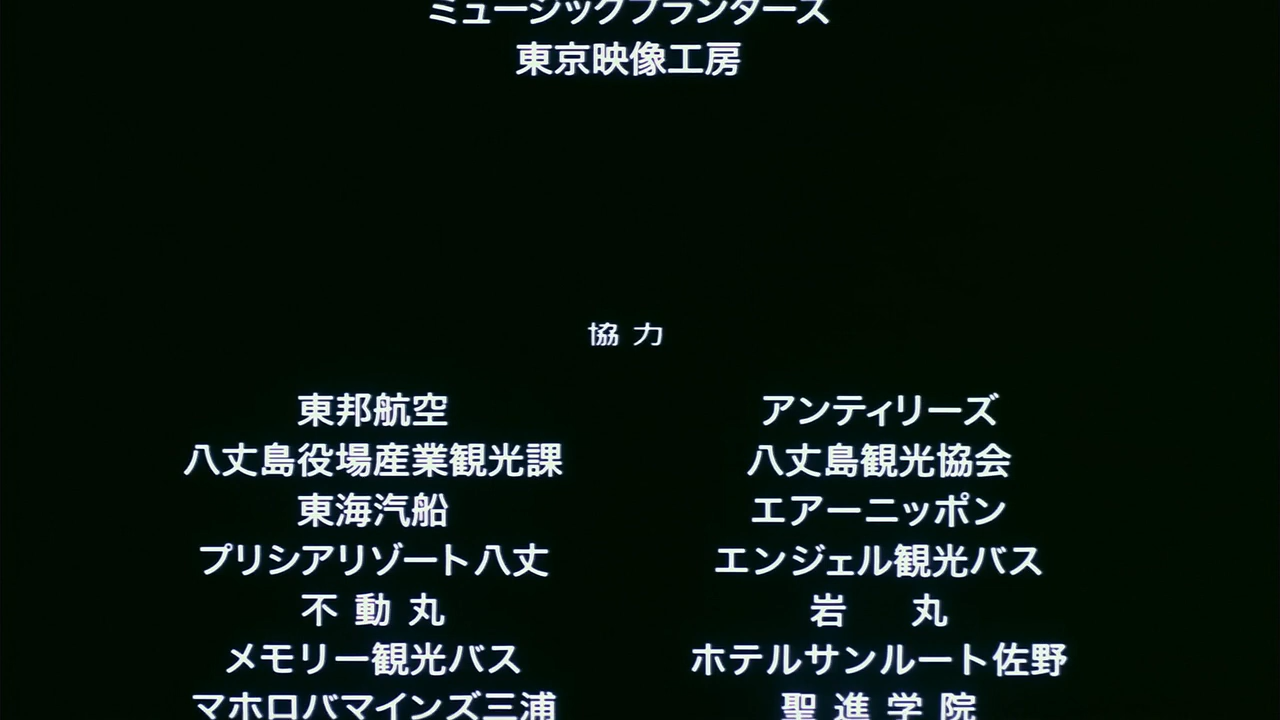 ミュージックプランターズ
東京映像工房
協 力
東邦航空 アンティリーズ
八丈島役場産業観光課 八丈島観光協会
東海汽船 エアーニッポン
プリシアリゾート八丈 エンジェル観光バス
不 動 丸 岩 丸
メモリー観光バス ホテルサンルート佐野
マホロバマインズ三浦 聖 進 学 院